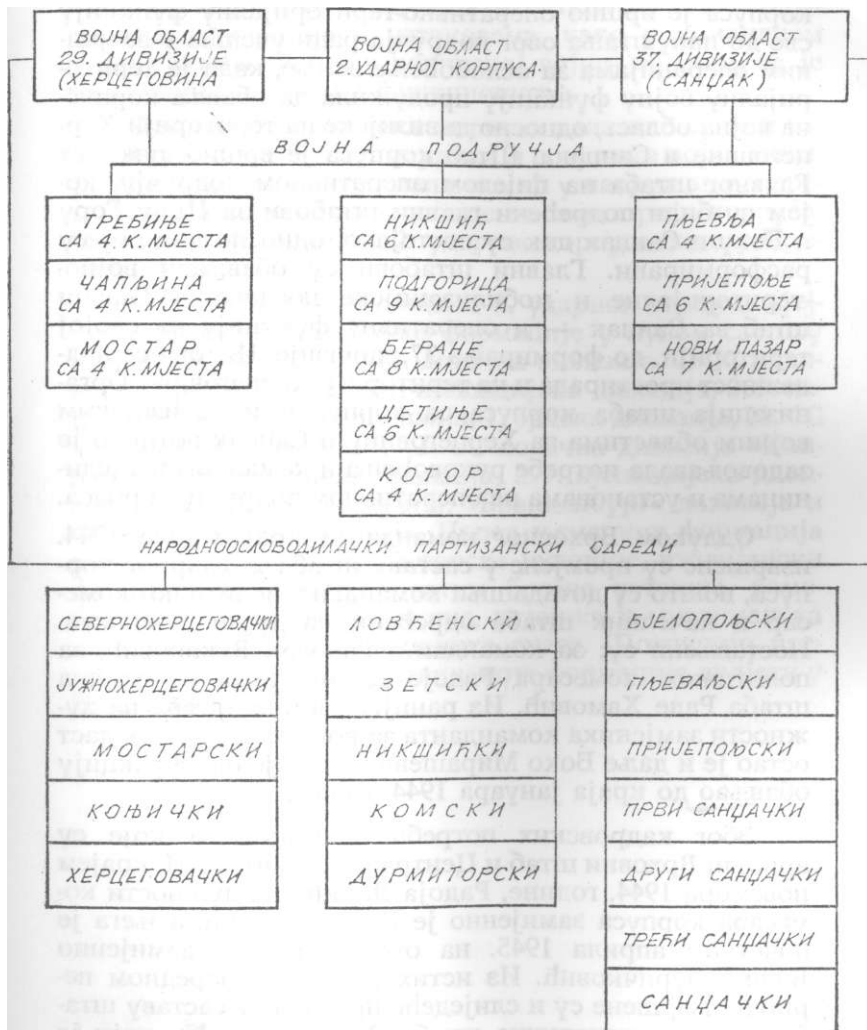 ВОЈНА ОБЛАСТ
29. ДИВИЗИЈЕ
(ХЕРЦЕГОВИНА
ВОЈНА ОБЛАСТ
2. УДАРНОГ КОРПУСА
ВОЈНА ОБЛАСТ
37. ДИВИЗИЈЕ
(САНЏАК)
ВОЈНА ПОДРУЧЈА
ТРЕБИЊЕ
СА 4. К. МЈЕСТА
ЧАПЉИНА
СА 4 К. МЈЕСТА
МОСТАР
СА 4 К. МЈЕСТА
НИКШИЋ
СА 6 К. МЈЕСТА
ПОДГОРИЦА
СА 9 К. МЈЕСТА
БЕРАНЕ
СА 8 К. МЈЕСТА
ЦЕТИЊЕ
СА 6 К. МЈЕСТА
КОТОР
СА 4 К. МЈЕСТА
ПЉЕВЉА
СА 4 К. МЈЕСТА
ПРИЈЕПОЉЕ
СА 6 К. МЈЕСТА
НОВИ ПАЗАР
СА 7 К. МЈЕСТА
НАРОДНООСЛОБОДИЛАЧКИ ПАРТИЗАНСКИ ОДРЕДИ
СЕВЕРНОХЕРЦЕГОВАЧКИ
ЈУЖНОХЕРЦЕГОВАЧКИ
МОСТАРСКИ
КОЊИЧКИ
ХЕРЦЕГОВАЧКИ
ЛОВЋЕНСКИ
ЗЕТСКИ
НИКШИЋКИ
КОМСКИ
ДУРМИТОРСКИ
БЈЕЛОПОЉСКИ
ПЉЕВАЉСКИ
ПРИЈЕПОЉСКИ
ПРВИ САНЏАЧКИ
ДРУГИ САНЏАЧКИ
ТРЕЋИ САНЏАЧКИ
САНЏАЧКИ